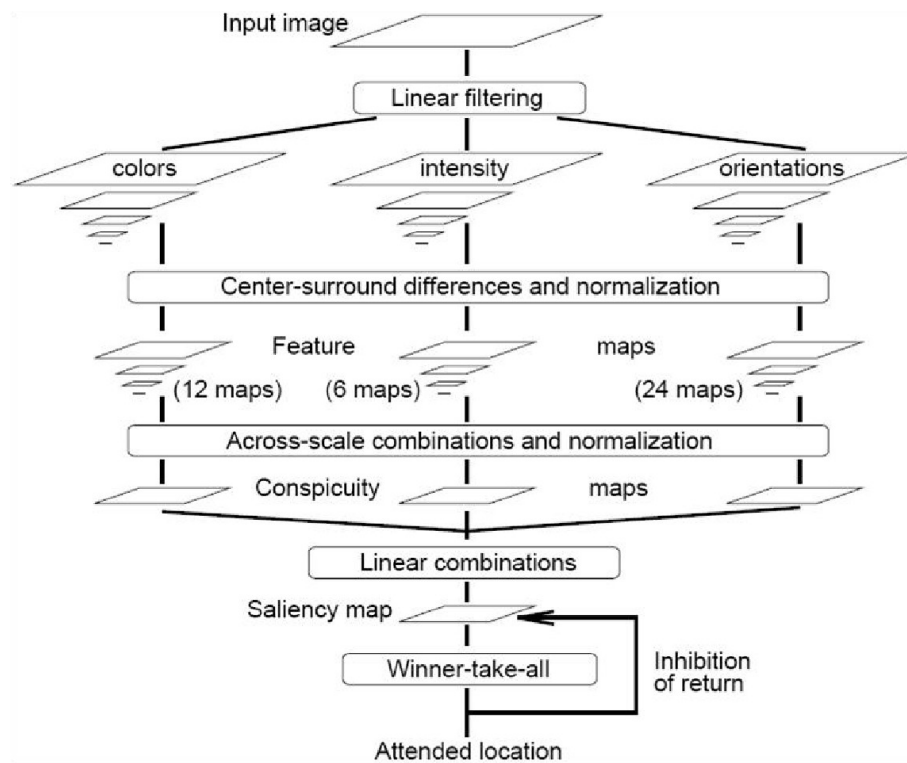 Input image
Linear filtering
colors
intensity
orientations
Center-surround differences and normalization
Feature maps
(12 maps)
(6 maps)
(24 maps)
Across-scale combinations and normalization
Conspicuity maps
Linear combinations
Saliency map
Winner-take-all
Inhibition
of return
Attended location